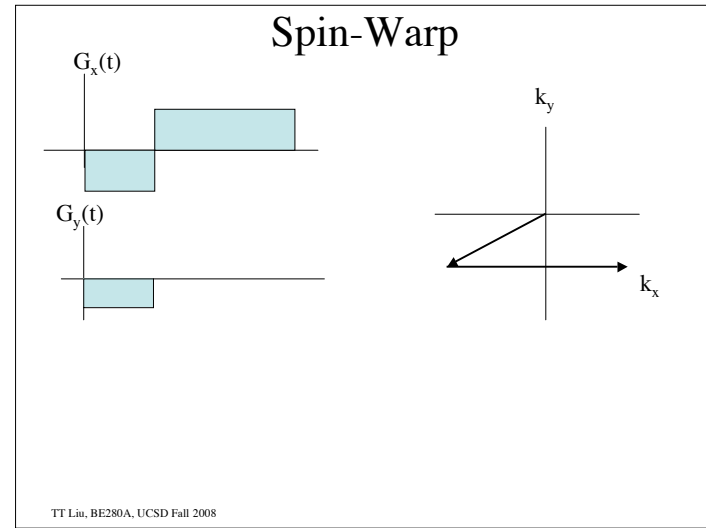 Spin-Warp
Gx(t)
ky
Gy(t)
kx
TT Liu, BE280A, UCSD Fall 2008